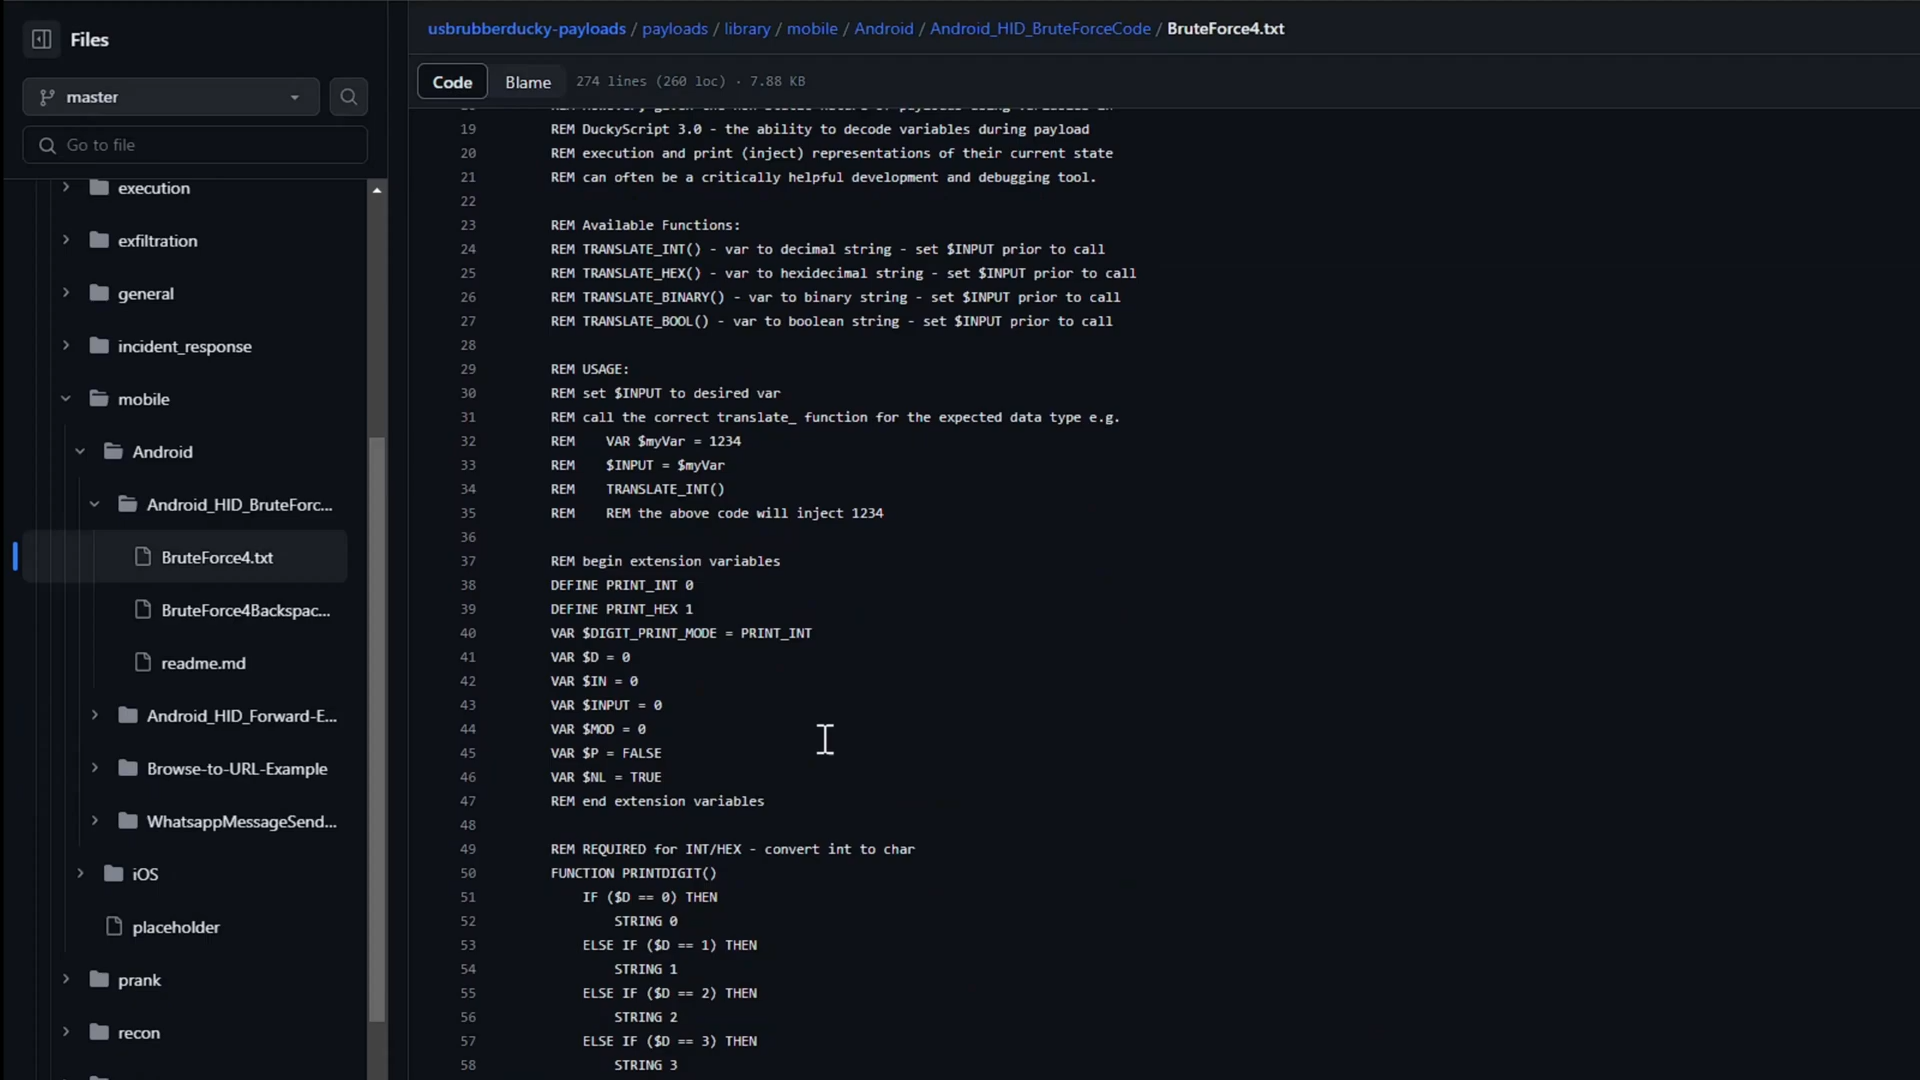 Files
master
Go to file
execution
exfiltration
general
incident_response
mobile
Android
Android_HID_BruteForc...
BruteForce4.txt
BruteForce4Backspac...
readme.md
Android_HID_Forward-E...
Browse-to-URL-Example
WhatsappMessageSend...
iOS
placeholder
prank
recon
usbrubberducky-payloads / payloads / library / mobile / Android / Android_HID_BruteForceCode / BruteForce4.txt
Code Blame 274 lines (260 loc) · 7.88 KB
19 REM DuckyScript 3.0 - the ability to decode variables during payload
20 REM execution and print (inject) representations of their current state
21 REM can often be a critically helpful development and debugging tool.
22
23 REM Available Functions:
24 REM TRANSLATE_INT() - var to decimal string - set $INPUT prior to call
25 REM TRANSLATE_HEX() - var to hexidecimal string - set $INPUT prior to call
26 REM TRANSLATE_BINARY() - var to binary string - set $INPUT prior to call
27 REM TRANSLATE_BOOL() - var to boolean string - set $INPUT prior to call
28
29 REM USAGE:
30 REM set $INPUT to desired var
31 REM call the correct translate_ function for the expected data type e.g.
32 REM VAR $myVar = 1234
33 REM $INPUT = $myVar
34 REM TRANSLATE_INT()
35 REM REM the above code will inject 1234
36
37 REM begin extension variables
38 DEFINE PRINT_INT 0
39 DEFINE PRINT_HEX 1
40 VAR $DIGIT_PRINT_MODE = PRINT_INT
41 VAR $D = 0
42 VAR $IN = 0
43 VAR $INPUT = 0
44 VAR $MOD = 0
45 VAR $P = FALSE
46 VAR $NL = TRUE
47 REM end extension variables
48
49 REM REQUIRED for INT/HEX - convert int to char
50 FUNCTION PRINTDIGIT()
51 IF ($D == 0) THEN
52 STRING 0
53 ELSE IF ($D == 1) THEN
54 STRING 1
55 ELSE IF ($D == 2) THEN
56 STRING 2
57 ELSE IF ($D == 3) THEN
58 STRING 3